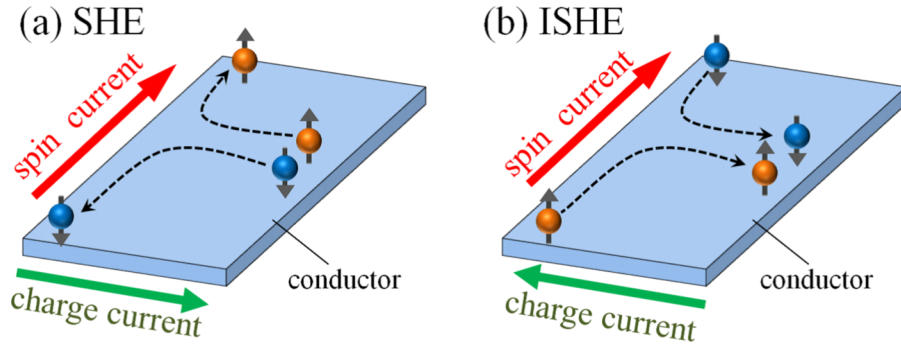 (a) SHE
spin current
conductor
charge current
(b) ISHE
spin current
conductor
charge current